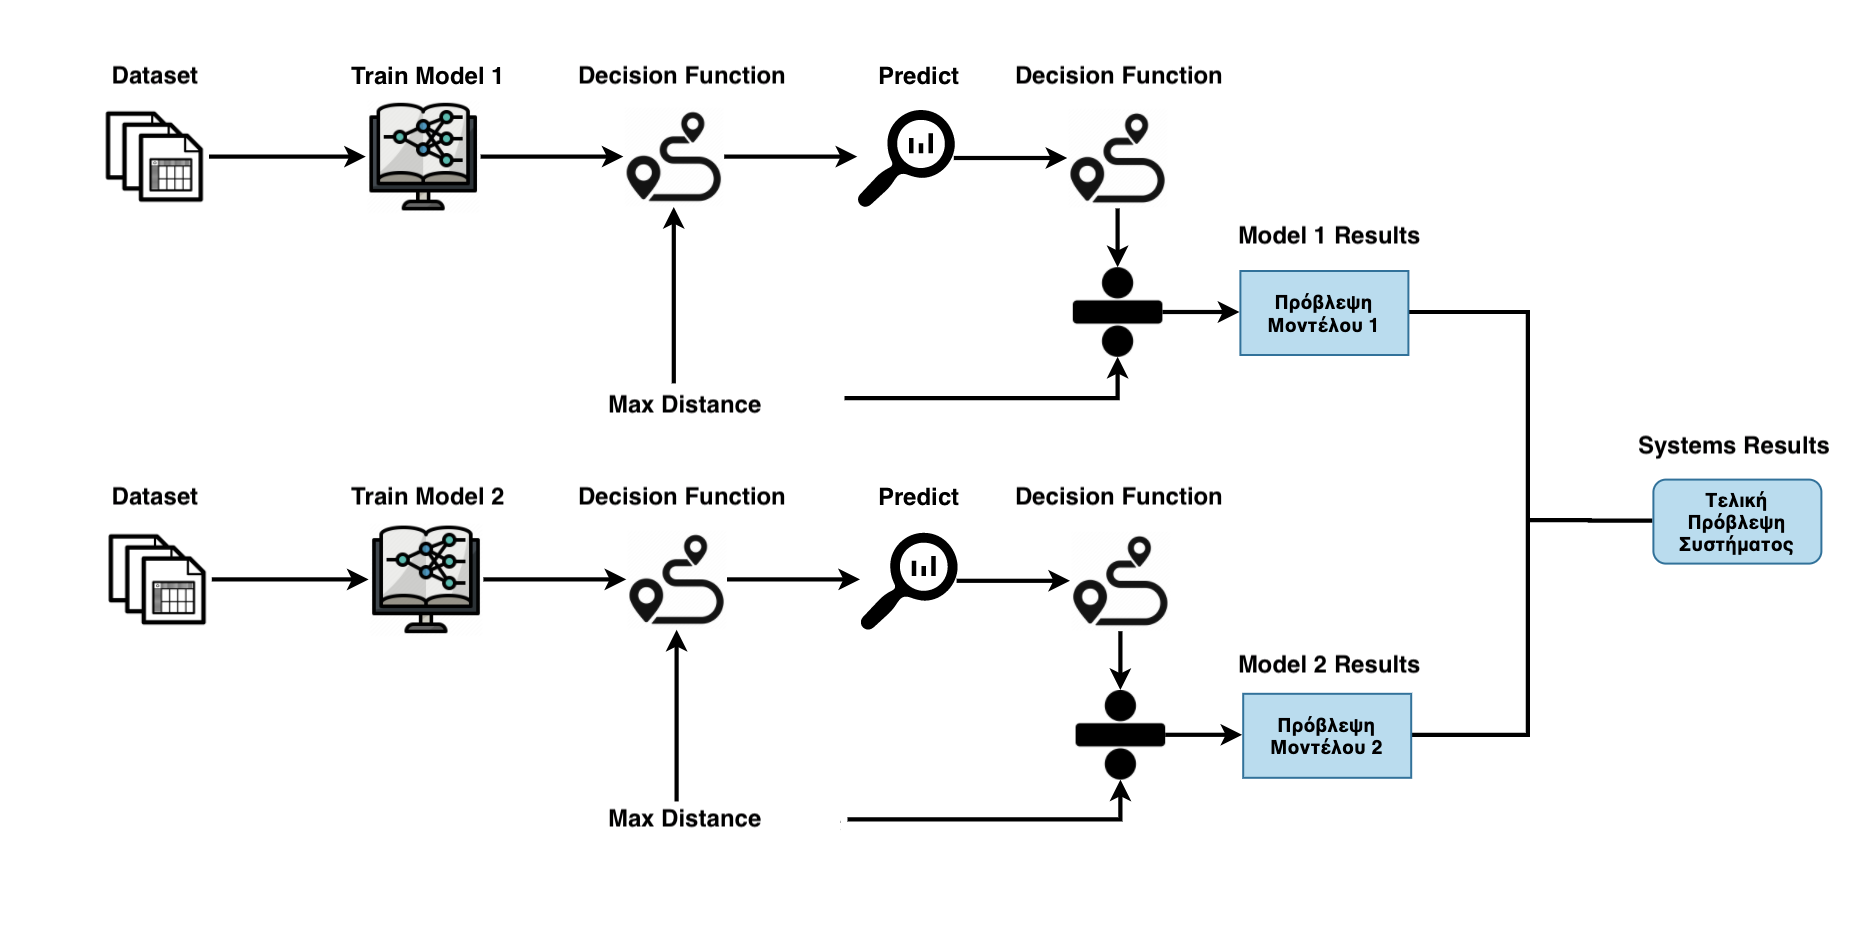 Dataset
Train Model 1
Decision Function
Predict
Decision Function
Model 1 Results
Πρόβλεψη
Μοντέλου 1
Max Distance
Systems Results
Τελική
Πρόβλεψη
Συστήματος
Dataset
Train Model 2
Decision Function
Predict
Decision Function
Model 2 Results
Πρόβλεψη
Μοντέλου 2
Max Distance